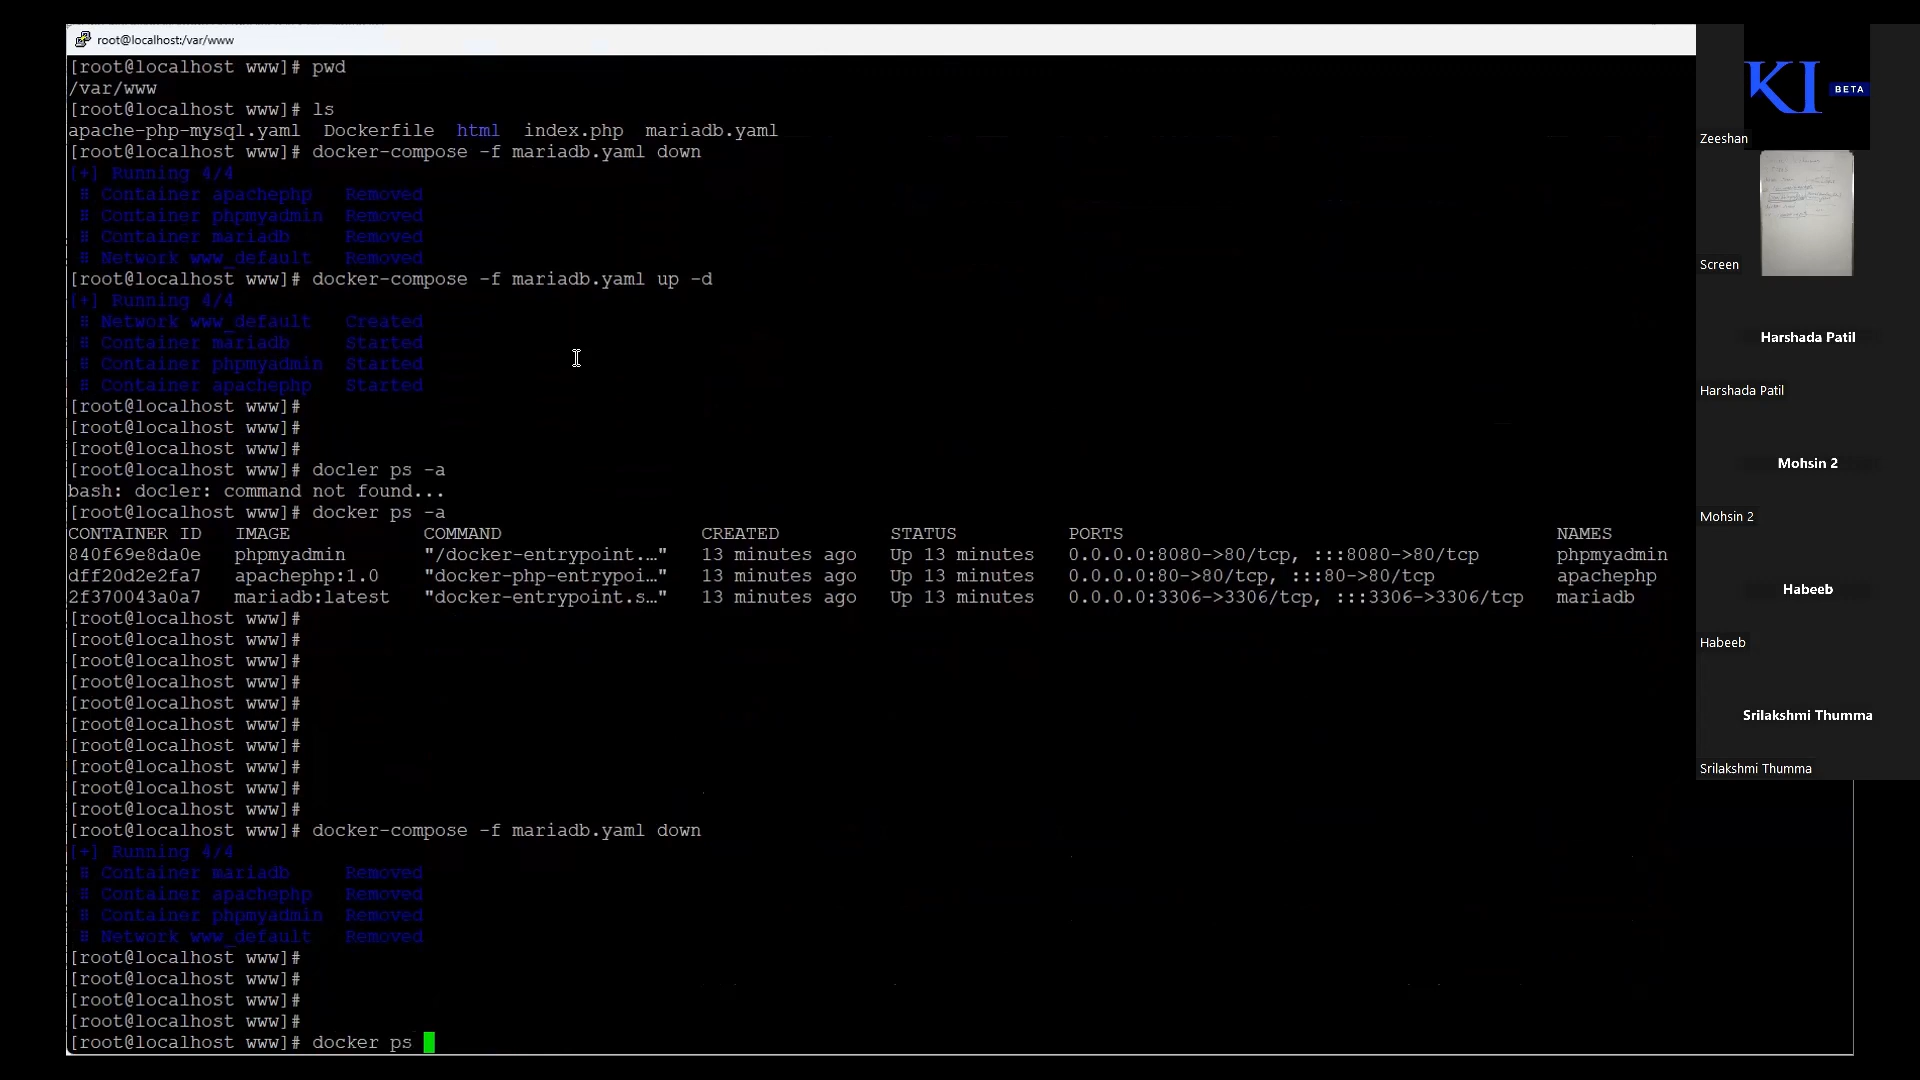 root@localhost:/var/www
[root@localhost www]# pwd
/var/www
[root@localhost www]# ls
apache-php-mysql.yaml  Dockerfile  html  index.php  mariadb.yaml
[root@localhost www]# docker-compose -f mariadb.yaml down
[+] Running 4/4
 ⠿ Container apachephp   Removed
 ⠿ Container phpmyadmin  Removed
 ⠿ Container mariadb     Removed
 ⠿ Network www_default   Removed
[root@localhost www]# docker-compose -f mariadb.yaml up -d
[+] Running 4/4
 ⠿ Network www_default   Created
 ⠿ Container mariadb     Started
 ⠿ Container phpmyadmin  Started
 ⠿ Container apachephp   Started
[root@localhost www]#
[root@localhost www]#
[root@localhost www]#
[root@localhost www]# docler ps -a
bash: docler: command not found...
[root@localhost www]# docker ps -a
CONTAINER ID   IMAGE            COMMAND                  CREATED          STATUS          PORTS                                       NAMES
840f69e8da0e   phpmyadmin       "/docker-entrypoint.…"   13 minutes ago   Up 13 minutes   0.0.0.0:8080->80/tcp, :::8080->80/tcp       phpmyadmin
dff20d2e2fa7   apachephp:1.0    "docker-php-entrypoi…"   13 minutes ago   Up 13 minutes   0.0.0.0:80->80/tcp, :::80->80/tcp           apachephp
2f370043a0a7   mariadb:latest   "docker-entrypoint.s…"   13 minutes ago   Up 13 minutes   0.0.0.0:3306->3306/tcp, :::3306->3306/tcp   mariadb
[root@localhost www]#
[root@localhost www]#
[root@localhost www]#
[root@localhost www]#
[root@localhost www]#
[root@localhost www]#
[root@localhost www]#
[root@localhost www]#
[root@localhost www]#
[root@localhost www]#
[root@localhost www]# docker-compose -f mariadb.yaml down
[+] Running 4/4
 ⠿ Container mariadb     Removed
 ⠿ Container apachephp   Removed
 ⠿ Container phpmyadmin  Removed
 ⠿ Network www_default   Removed
[root@localhost www]#
[root@localhost www]#
[root@localhost www]#
[root@localhost www]#
[root@localhost www]# docker ps
KI BETA
Zeeshan
Screen
Harshada Patil
Harshada Patil
Mohsin 2
Mohsin 2
Habeeb
Habeeb
Srilakshmi Thumma
Srilakshmi Thumma